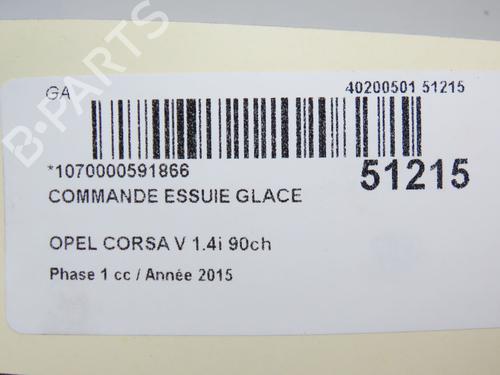 B-PARTS
GA
40200501 51215
*1070000591866
51215
COMMANDE ESSUIE GLACE
OPEL CORSA V 1.4i 90ch
Phase 1 cc / Année 2015